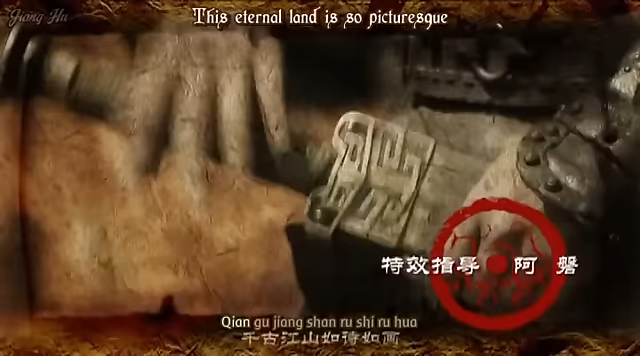 Jiang Hu
This eternal land is so picturesque
特效指导 阿 磐
Qian gu jiang shan ru shi ru hua
千古江山如诗如画